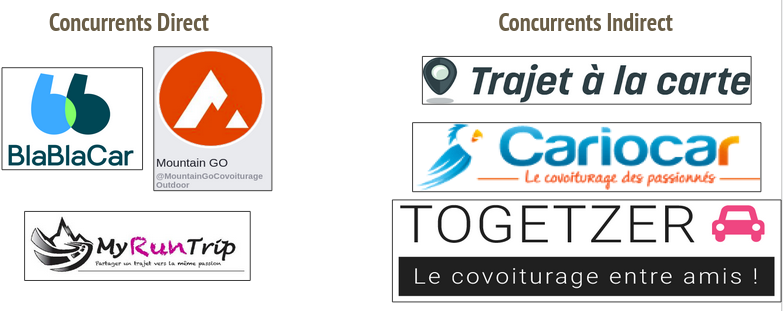 Concurrents Direct
BlaBlaCar
Mountain GO
@MountainGoCovoiturage
Outdoor
MyRunTrip
Partager un trajet vers la même passion
Concurrents Indirect
Trajet à la carte
Cariocar
Le covoiturage des passionnés
TOGETZER
Le covoiturage entre amis !